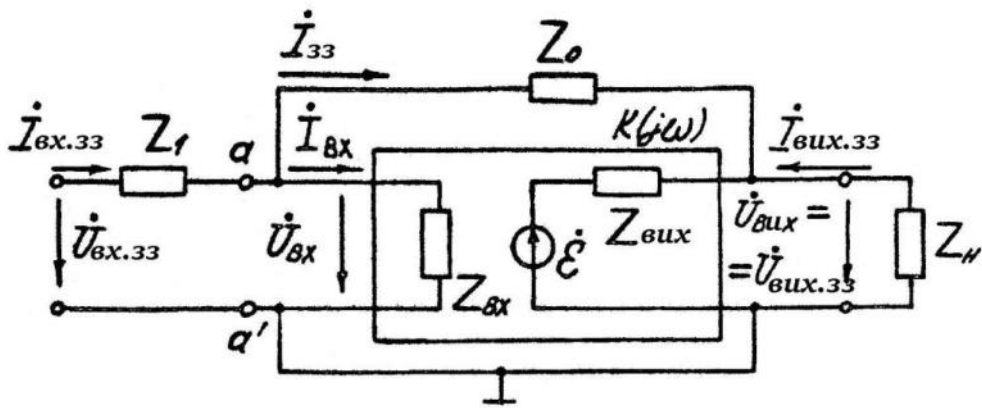 İзз
Z₀
K(jω)
İвх.зз
Z₁
a
İвх
İвих.зз
U̇вх.зз
U̇вх
Zвх
Ė
Zвих
U̇вих =
= U̇вих.зз
Zн
a'